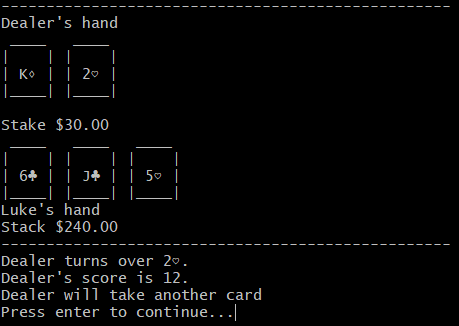 Dealer's hand
K♢ 2♡
Stake $30.00
6♣ J♣ 5♡
Luke's hand
Stack $240.00
Dealer turns over 2♡.
Dealer's score is 12.
Dealer will take another card
Press enter to continue...